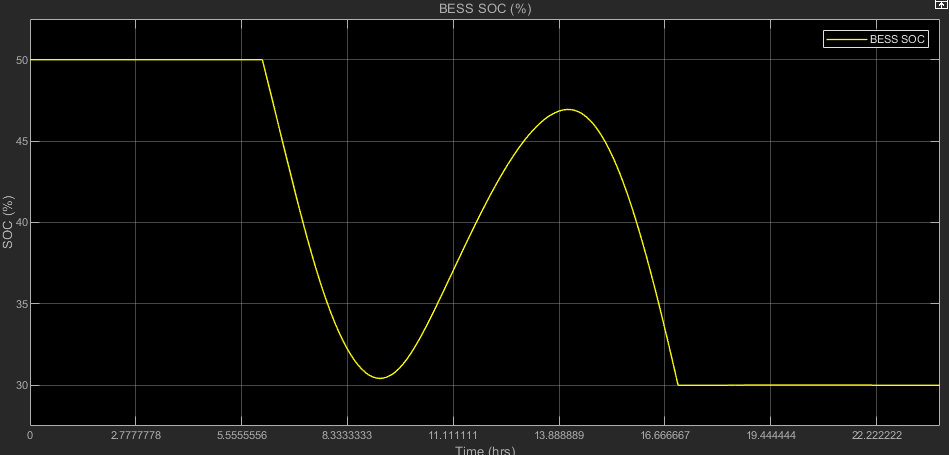 BESS SOC (%)
BESS SOC
50
45
40
35
30
SOC (%)
0 2.7777778 5.5555556 8.3333333 11.111111 13.888889 16.666667 19.444444 22.222222
Time (hrs)